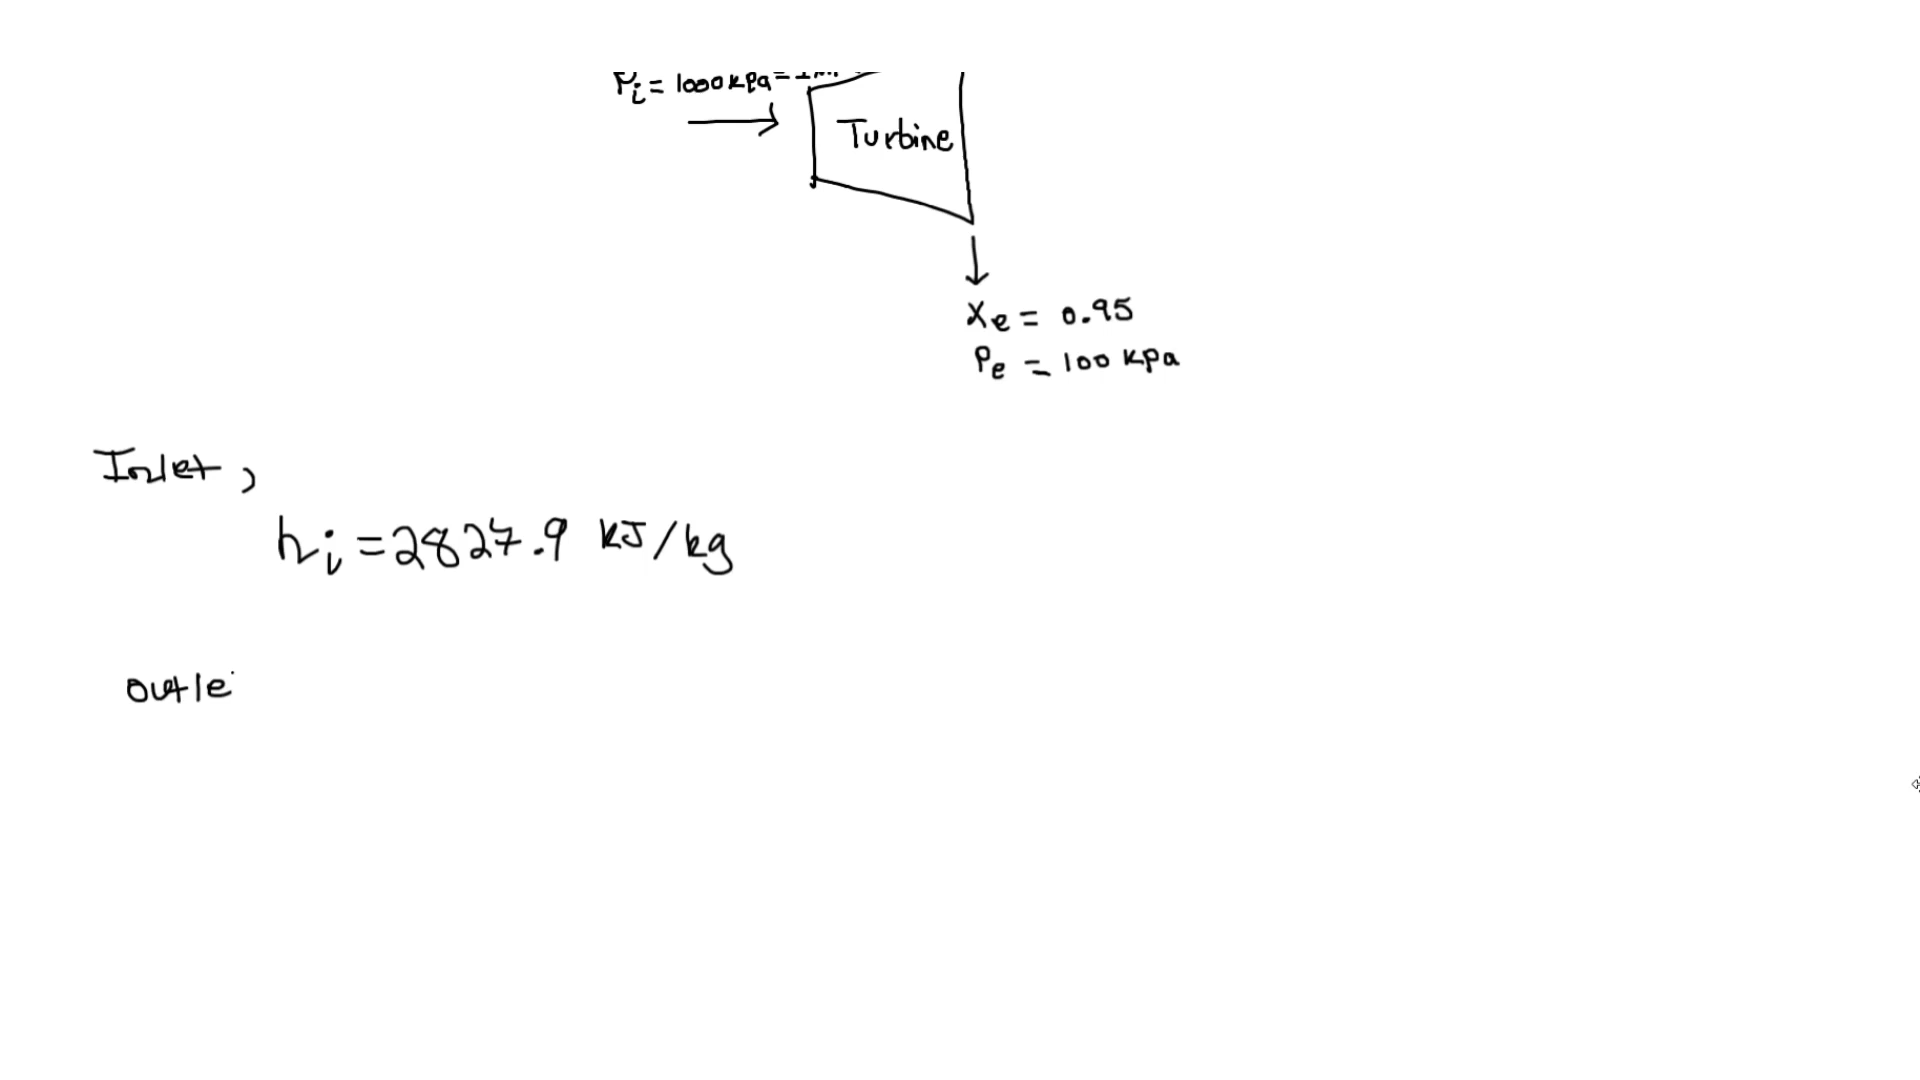 Pi = 1000 kPa =
Turbine
xe = 0.95
Pe = 100 kPa
Inlet,
hi = 2827.9 kJ/kg
outle